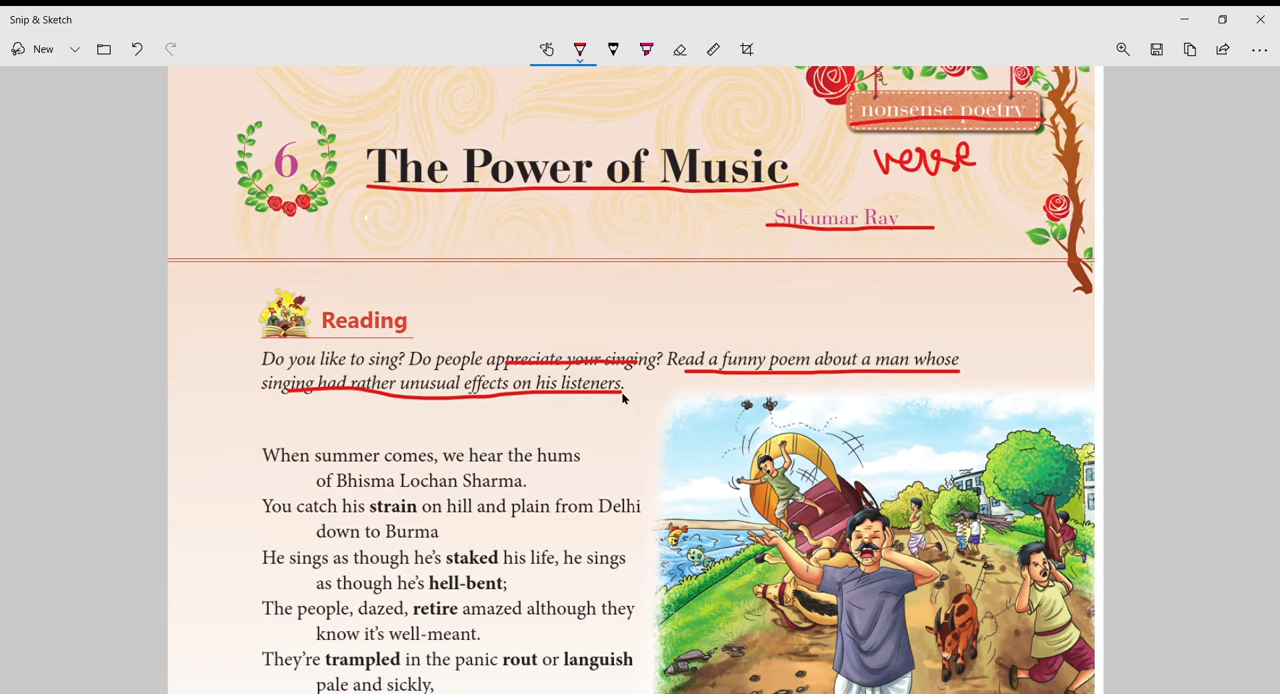 Snip & Sketch
New
nonsense poetry
verse
6
The Power of Music
Sukumar Ray
Reading
Do you like to sing? Do people appreciate your singing? Read a funny poem about a man whose
singing had rather unusual effects on his listeners.
When summer comes, we hear the hums
of Bhisma Lochan Sharma.
You catch his strain on hill and plain from Delhi
down to Burma
He sings as though he's staked his life, he sings
as though he's hell-bent;
The people, dazed, retire amazed although they
know it's well-meant.
They're trampled in the panic rout or languish
pale and sickly,